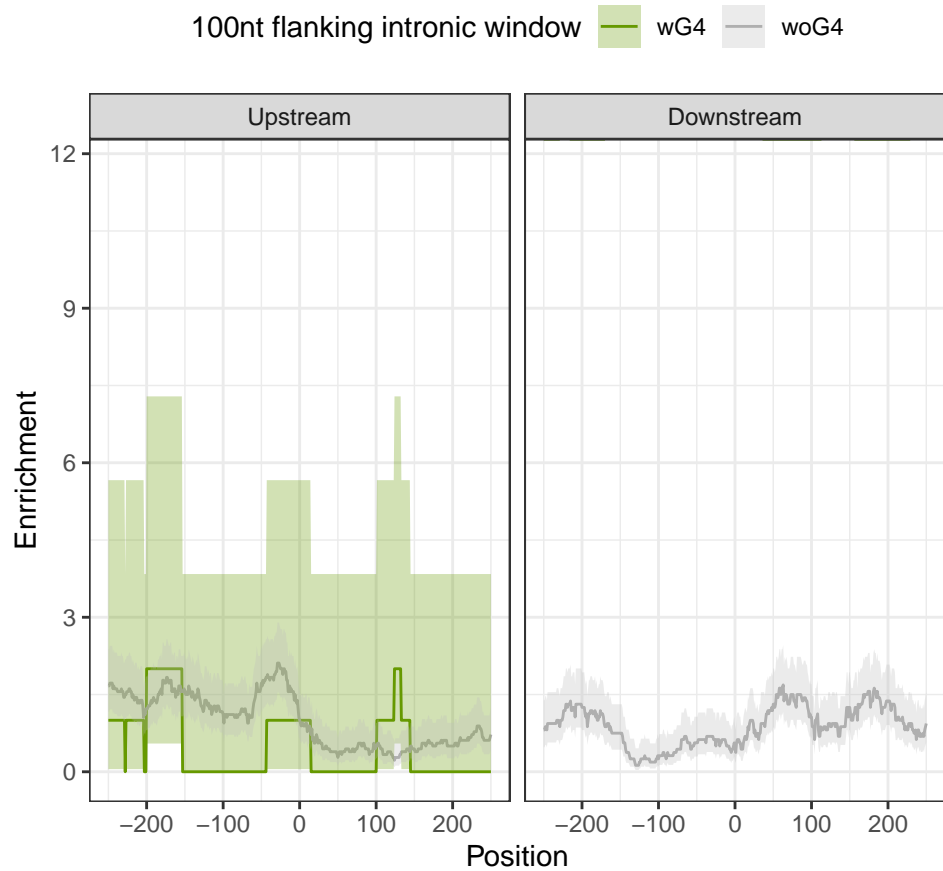 100nt flanking intronic window wG4 woG4
Upstream Downstream
12
9
6
3
0
Enrrichment
−200 −100 0 100 200 −200 −100 0 100 200
Position